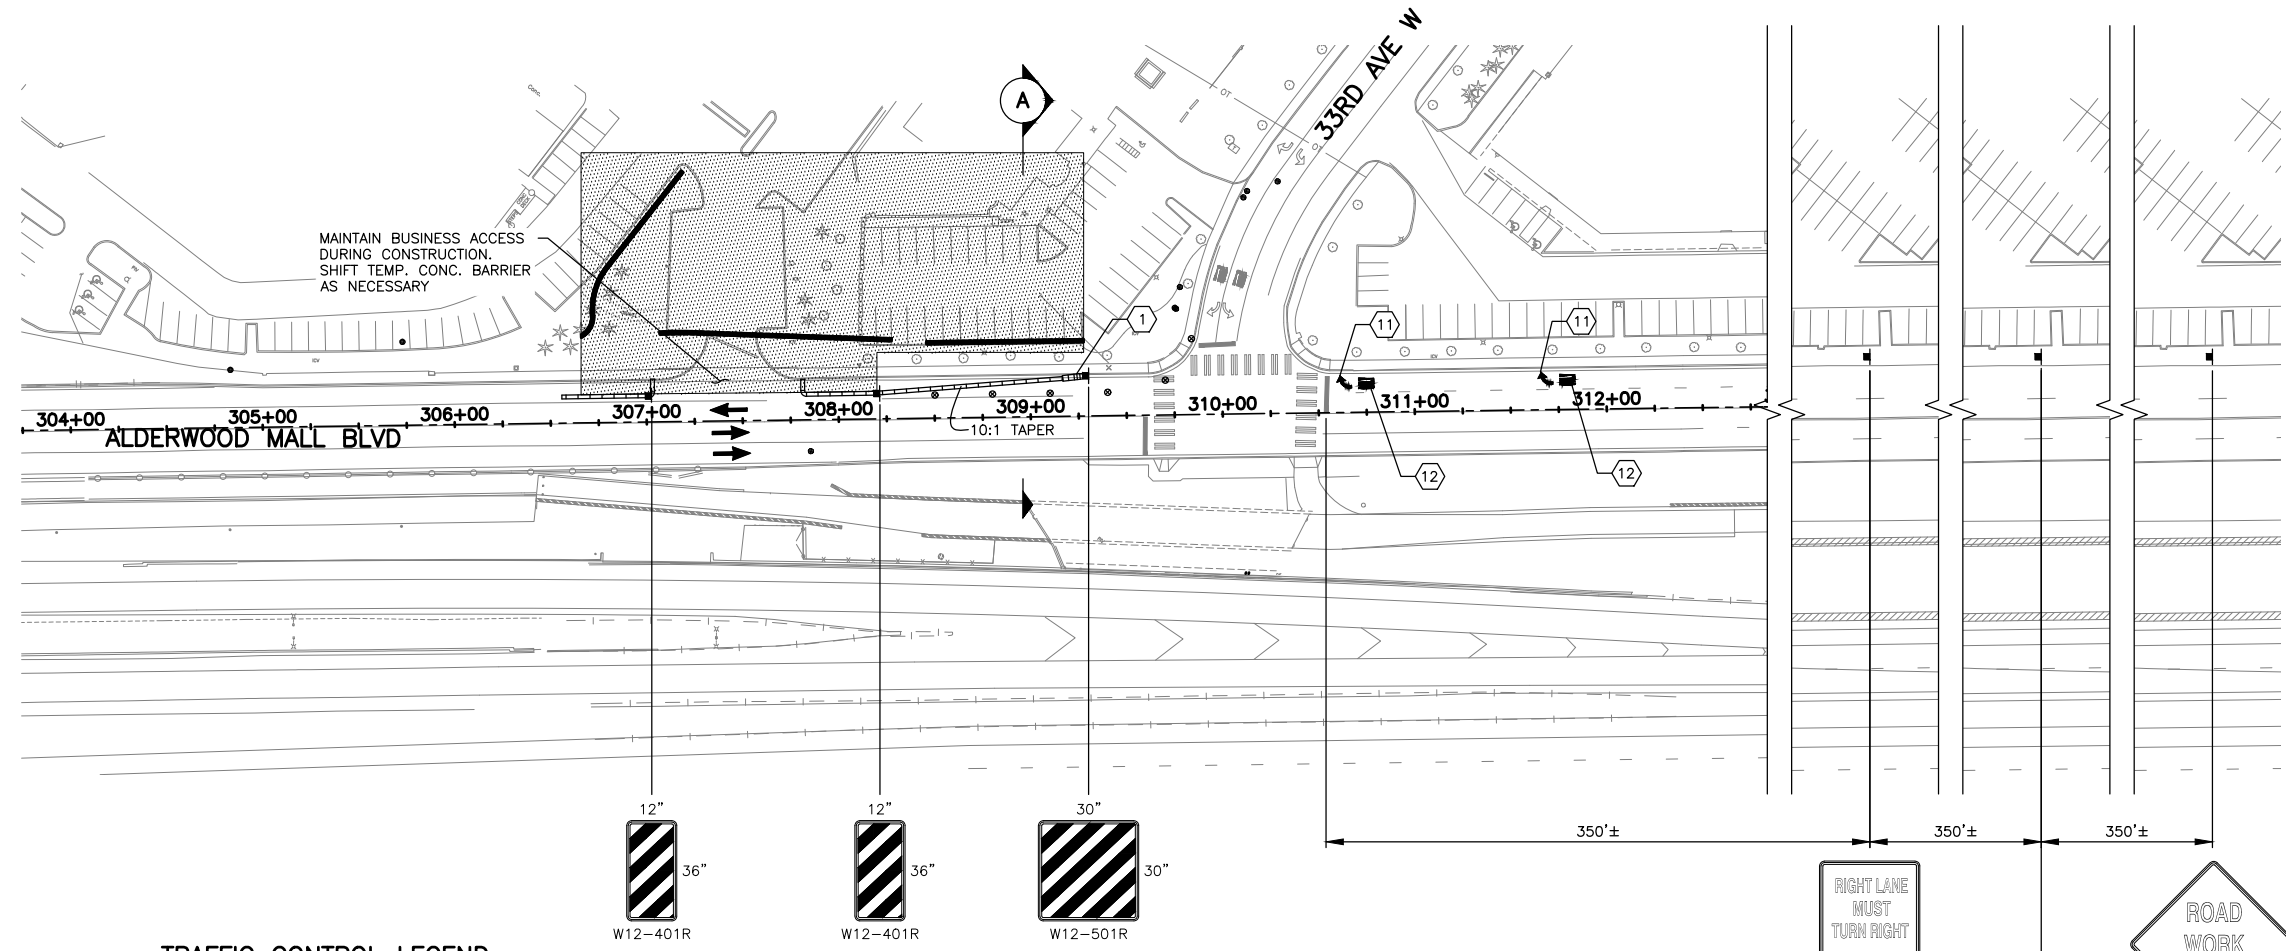 A
33RD AVE W
MAINTAIN BUSINESS ACCESS
DURING CONSTRUCTION.
SHIFT TEMP. CONC. BARRIER
AS NECESSARY
1
11
11
304+00
305+00
306+00
307+00
308+00
309+00
310+00
311+00
312+00
ALDERWOOD MALL BLVD
10:1 TAPER
12
12
12"
12"
30"
36"
36"
30"
W12-401R
W12-401R
W12-501R
350'±
350'±
350'±
RIGHT LANE
MUST
TURN RIGHT
ROAD
WORK
TRAFFIC CONTROL LEGEND